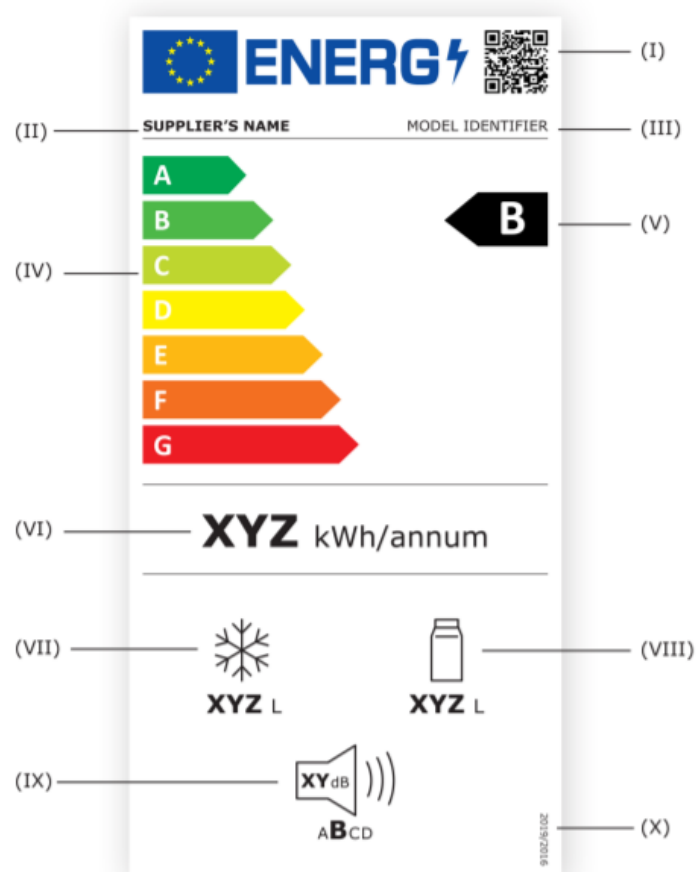 ENERG
(I)
(II) SUPPLIER'S NAME MODEL IDENTIFIER (III)
A
B B (V)
(IV) C
D
E
F
G
(VI) XYZ kWh/annum
(VII) (VIII)
XYZ L XYZ L
(IX) XYdB
ABCD
2019/2016 (X)